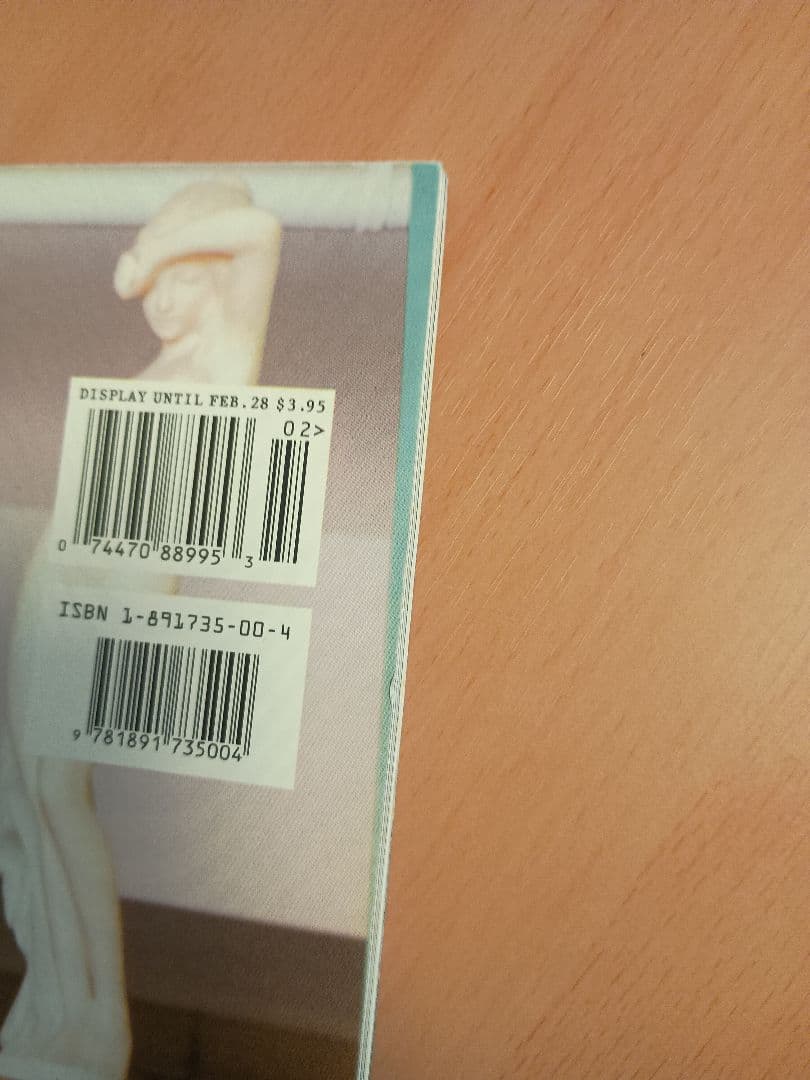 DISPLAY UNTIL FEB.28 $3.95
02>
0 74470 88995 3
ISBN 1-891735-00-4
9 781891 735004